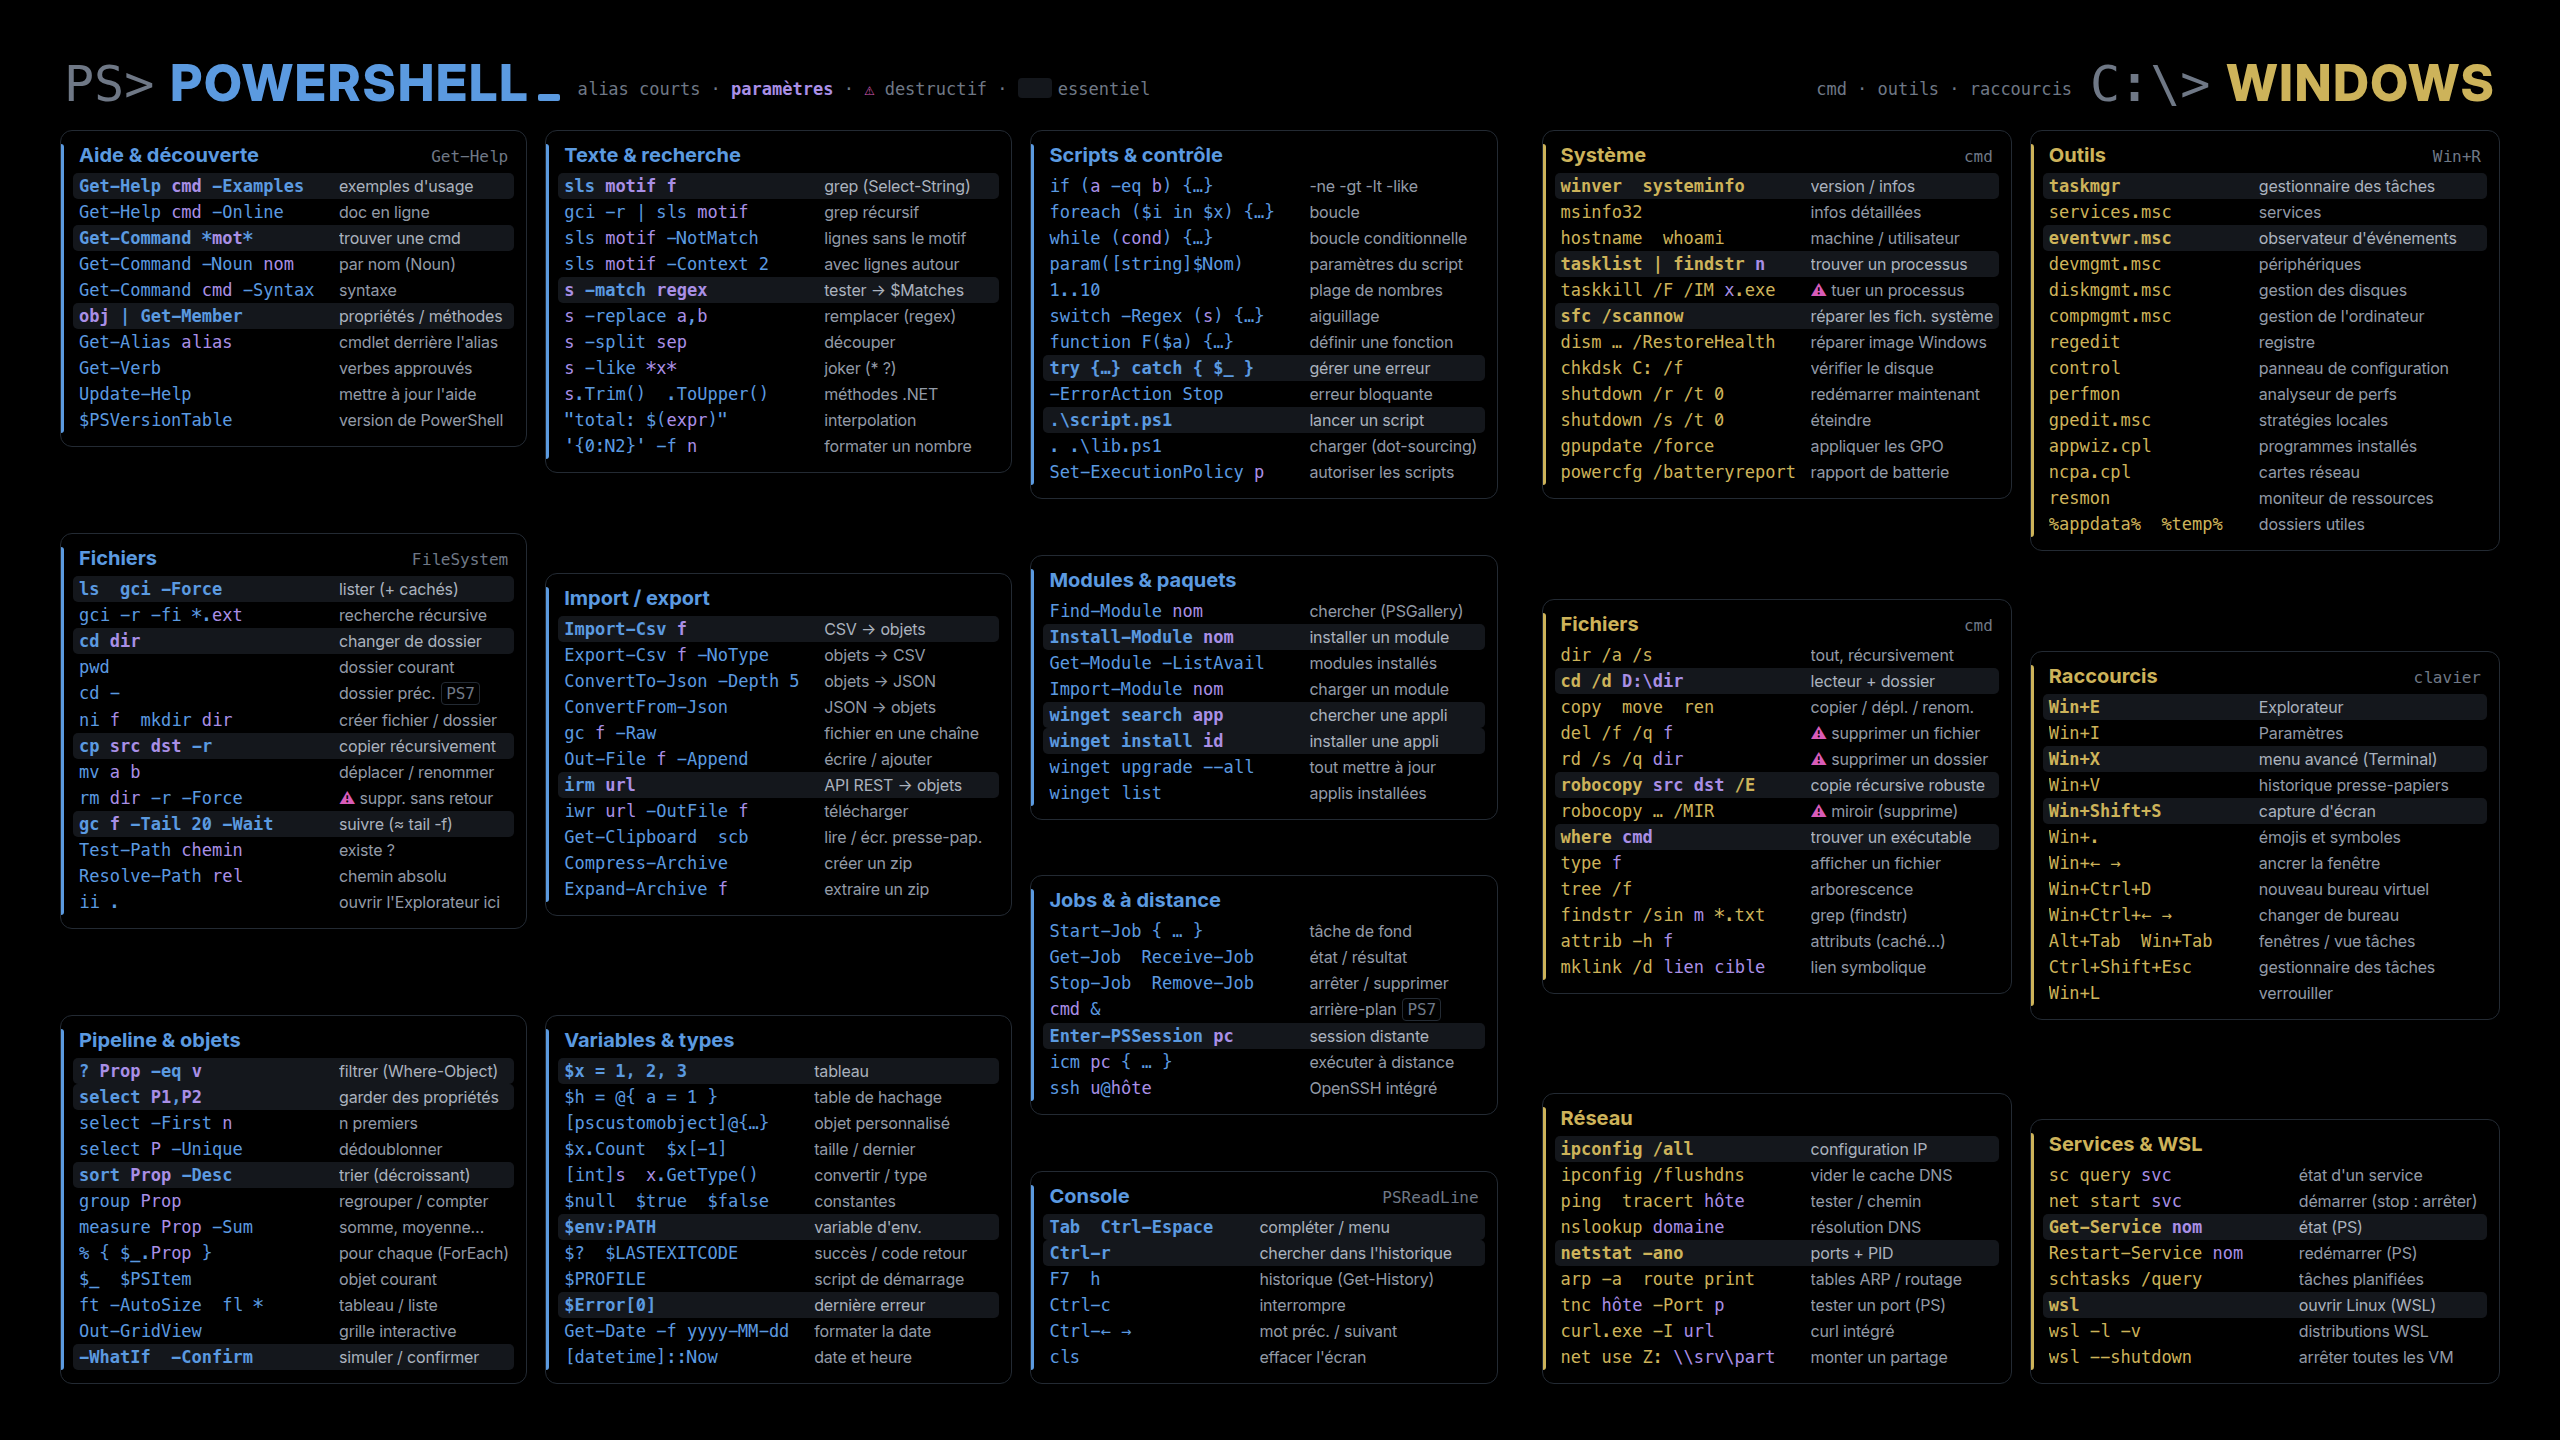 PS> POWERSHELL_ alias courts · paramètres · ⚠ destructif · essentiel
cmd · outils · raccourcis C:\> WINDOWS
Aide & découverte Get-Help
Get-Help cmd -Examples exemples d'usage
Get-Help cmd -Online doc en ligne
Get-Command *mot* trouver une cmd
Get-Command -Noun nom par nom (Noun)
Get-Command cmd -Syntax syntaxe
obj | Get-Member propriétés / méthodes
Get-Alias alias cmdlet derrière l'alias
Get-Verb verbes approuvés
Update-Help mettre à jour l'aide
$PSVersionTable version de PowerShell
Fichiers FileSystem
ls gci -Force lister (+ cachés)
gci -r -fi *.ext recherche récursive
cd dir changer de dossier
pwd dossier courant
cd - dossier préc. PS7
ni f mkdir dir créer fichier / dossier
cp src dst -r copier récursivement
mv a b déplacer / renommer
rm dir -r -Force ⚠ suppr. sans retour
gc f -Tail 20 -Wait suivre (≈ tail -f)
Test-Path chemin existe ?
Resolve-Path rel chemin absolu
ii . ouvrir l'Explorateur ici
Pipeline & objets
? Prop -eq v filtrer (Where-Object)
select P1,P2 garder des propriétés
select -First n n premiers
select P -Unique dédoublonner
sort Prop -Desc trier (décroissant)
group Prop regrouper / compter
measure Prop -Sum somme, moyenne…
% { $_.Prop } pour chaque (ForEach)
$_ $PSItem objet courant
ft -AutoSize fl * tableau / liste
Out-GridView grille interactive
-WhatIf -Confirm simuler / confirmer
Texte & recherche
sls motif f grep (Select-String)
gci -r | sls motif grep récursif
sls motif -NotMatch lignes sans le motif
sls motif -Context 2 avec lignes autour
s -match regex tester → $Matches
s -replace a,b remplacer (regex)
s -split sep découper
s -like *x* joker (* ?)
s.Trim() .ToUpper() méthodes .NET
"total: $(expr)" interpolation
'{0:N2}' -f n formater un nombre
Import / export
Import-Csv f CSV → objets
Export-Csv f -NoType objets → CSV
ConvertTo-Json -Depth 5 objets → JSON
ConvertFrom-Json JSON → objets
gc f -Raw fichier en une chaîne
Out-File f -Append écrire / ajouter
irm url API REST → objets
iwr url -OutFile f télécharger
Get-Clipboard scb lire / écr. presse-pap.
Compress-Archive créer un zip
Expand-Archive f extraire un zip
Variables & types
$x = 1, 2, 3 tableau
$h = @{ a = 1 } table de hachage
[pscustomobject]@{…} objet personnalisé
$x.Count $x[-1] taille / dernier
[int]s x.GetType() convertir / type
$null $true $false constantes
$env:PATH variable d'env.
$? $LASTEXITCODE succès / code retour
$PROFILE script de démarrage
$Error[0] dernière erreur
Get-Date -f yyyy-MM-dd formater la date
[datetime]::Now date et heure
Scripts & contrôle
if (a -eq b) {…} -ne -gt -lt -like
foreach ($i in $x) {…} boucle
while (cond) {…} boucle conditionnelle
param([string]$Nom) paramètres du script
1..10 plage de nombres
switch -Regex (s) {…} aiguillage
function F($a) {…} définir une fonction
try {…} catch { $_ } gérer une erreur
-ErrorAction Stop erreur bloquante
.\script.ps1 lancer un script
. .\lib.ps1 charger (dot-sourcing)
Set-ExecutionPolicy p autoriser les scripts
Modules & paquets
Find-Module nom chercher (PSGallery)
Install-Module nom installer un module
Get-Module -ListAvail modules installés
Import-Module nom charger un module
winget search app chercher une appli
winget install id installer une appli
winget upgrade --all tout mettre à jour
winget list applis installées
Jobs & à distance
Start-Job { … } tâche de fond
Get-Job Receive-Job état / résultat
Stop-Job Remove-Job arrêter / supprimer
cmd & arrière-plan PS7
Enter-PSSession pc session distante
icm pc { … } exécuter à distance
ssh u@hôte OpenSSH intégré
Console PSReadLine
Tab Ctrl-Espace compléter / menu
Ctrl-r chercher dans l'historique
F7 h historique (Get-History)
Ctrl-c interrompre
Ctrl-← → mot préc. / suivant
cls effacer l'écran
Système cmd
winver systeminfo version / infos
msinfo32 infos détaillées
hostname whoami machine / utilisateur
tasklist | findstr n trouver un processus
taskkill /F /IM x.exe ⚠ tuer un processus
sfc /scannow réparer les fich. système
dism … /RestoreHealth réparer image Windows
chkdsk C: /f vérifier le disque
shutdown /r /t 0 redémarrer maintenant
shutdown /s /t 0 éteindre
gpupdate /force appliquer les GPO
powercfg /batteryreport rapport de batterie
Fichiers cmd
dir /a /s tout, récursivement
cd /d D:\dir lecteur + dossier
copy move ren copier / dépl. / renom.
del /f /q f ⚠ supprimer un fichier
rd /s /q dir ⚠ supprimer un dossier
robocopy src dst /E copie récursive robuste
robocopy … /MIR ⚠ miroir (supprime)
where cmd trouver un exécutable
type f afficher un fichier
tree /f arborescence
findstr /sin m *.txt grep (findstr)
attrib -h f attributs (caché…)
mklink /d lien cible lien symbolique
Réseau
ipconfig /all configuration IP
ipconfig /flushdns vider le cache DNS
ping tracert hôte tester / chemin
nslookup domaine résolution DNS
netstat -ano ports + PID
arp -a route print tables ARP / routage
tnc hôte -Port p tester un port (PS)
curl.exe -I url curl intégré
net use Z: \\srv\part monter un partage
Outils Win+R
taskmgr gestionnaire des tâches
services.msc services
eventvwr.msc observateur d'événements
devmgmt.msc périphériques
diskmgmt.msc gestion des disques
compmgmt.msc gestion de l'ordinateur
regedit registre
control panneau de configuration
perfmon analyseur de perfs
gpedit.msc stratégies locales
appwiz.cpl programmes installés
ncpa.cpl cartes réseau
resmon moniteur de ressources
%appdata% %temp% dossiers utiles
Raccourcis clavier
Win+E Explorateur
Win+I Paramètres
Win+X menu avancé (Terminal)
Win+V historique presse-papiers
Win+Shift+S capture d'écran
Win+. émojis et symboles
Win+← → ancrer la fenêtre
Win+Ctrl+D nouveau bureau virtuel
Win+Ctrl+← → changer de bureau
Alt+Tab Win+Tab fenêtres / vue tâches
Ctrl+Shift+Esc gestionnaire des tâches
Win+L verrouiller
Services & WSL
sc query svc état d'un service
net start svc démarrer (stop : arrêter)
Get-Service nom état (PS)
Restart-Service nom redémarrer (PS)
schtasks /query tâches planifiées
wsl ouvrir Linux (WSL)
wsl -l -v distributions WSL
wsl --shutdown arrêter toutes les VM